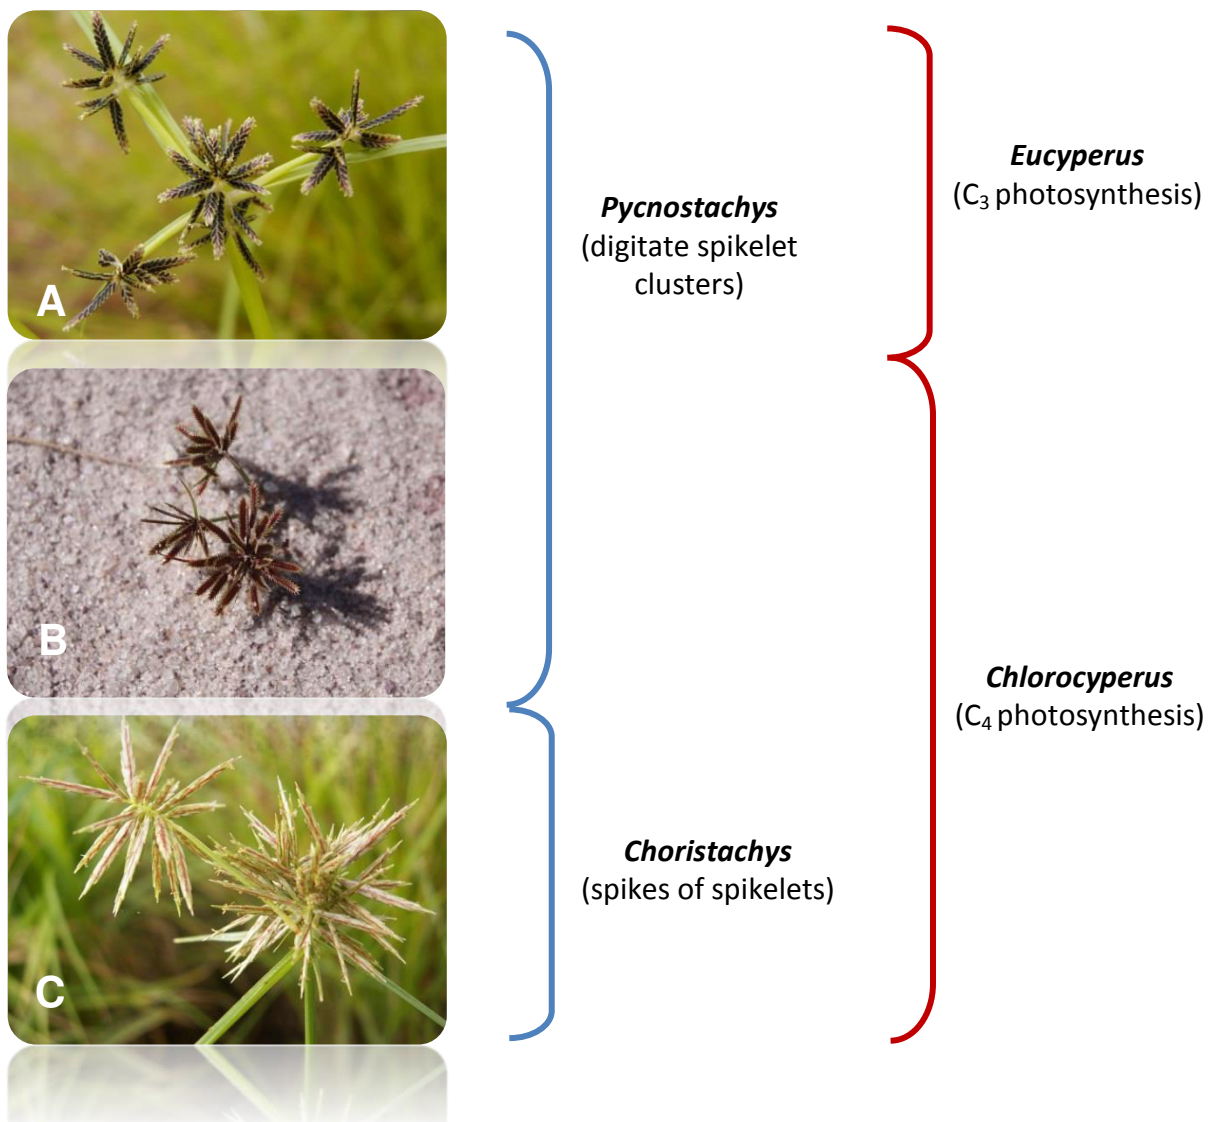 A
B
C
Pycnostachys
(digitate spikelet
clusters)
Choristachys
(spikes of spikelets)
Eucyperus
(C₃ photosynthesis)
Chlorocyperus
(C₄ photosynthesis)